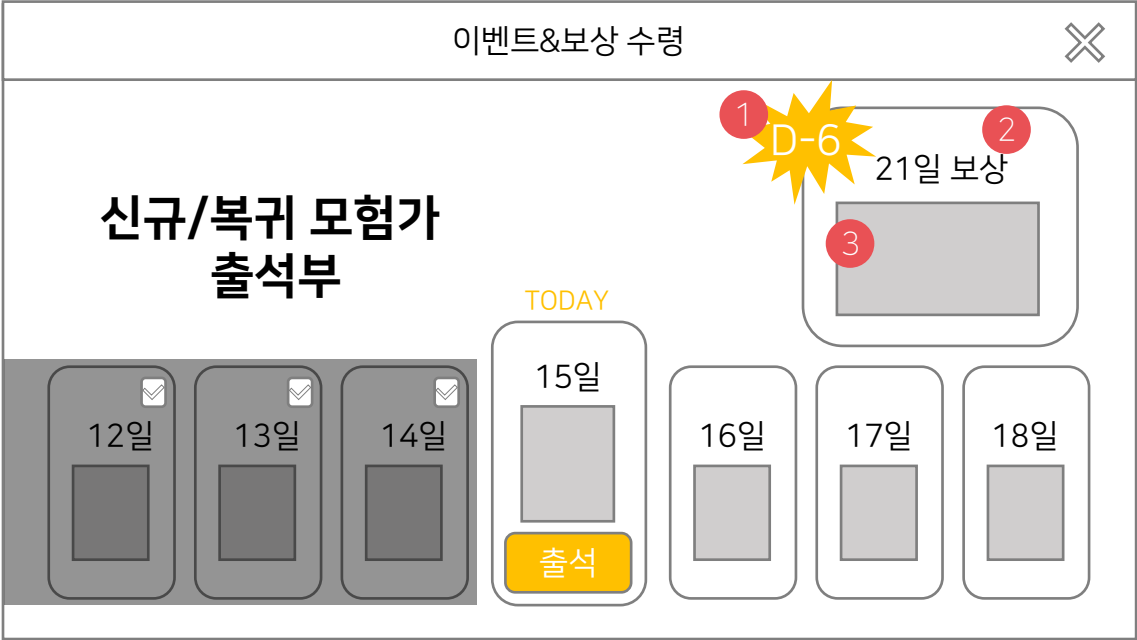 이벤트&보상 수령
1
D-6
2
21일 보상
3
신규/복귀 모험가
출석부
TODAY
12일
13일
14일
15일
출석
16일
17일
18일